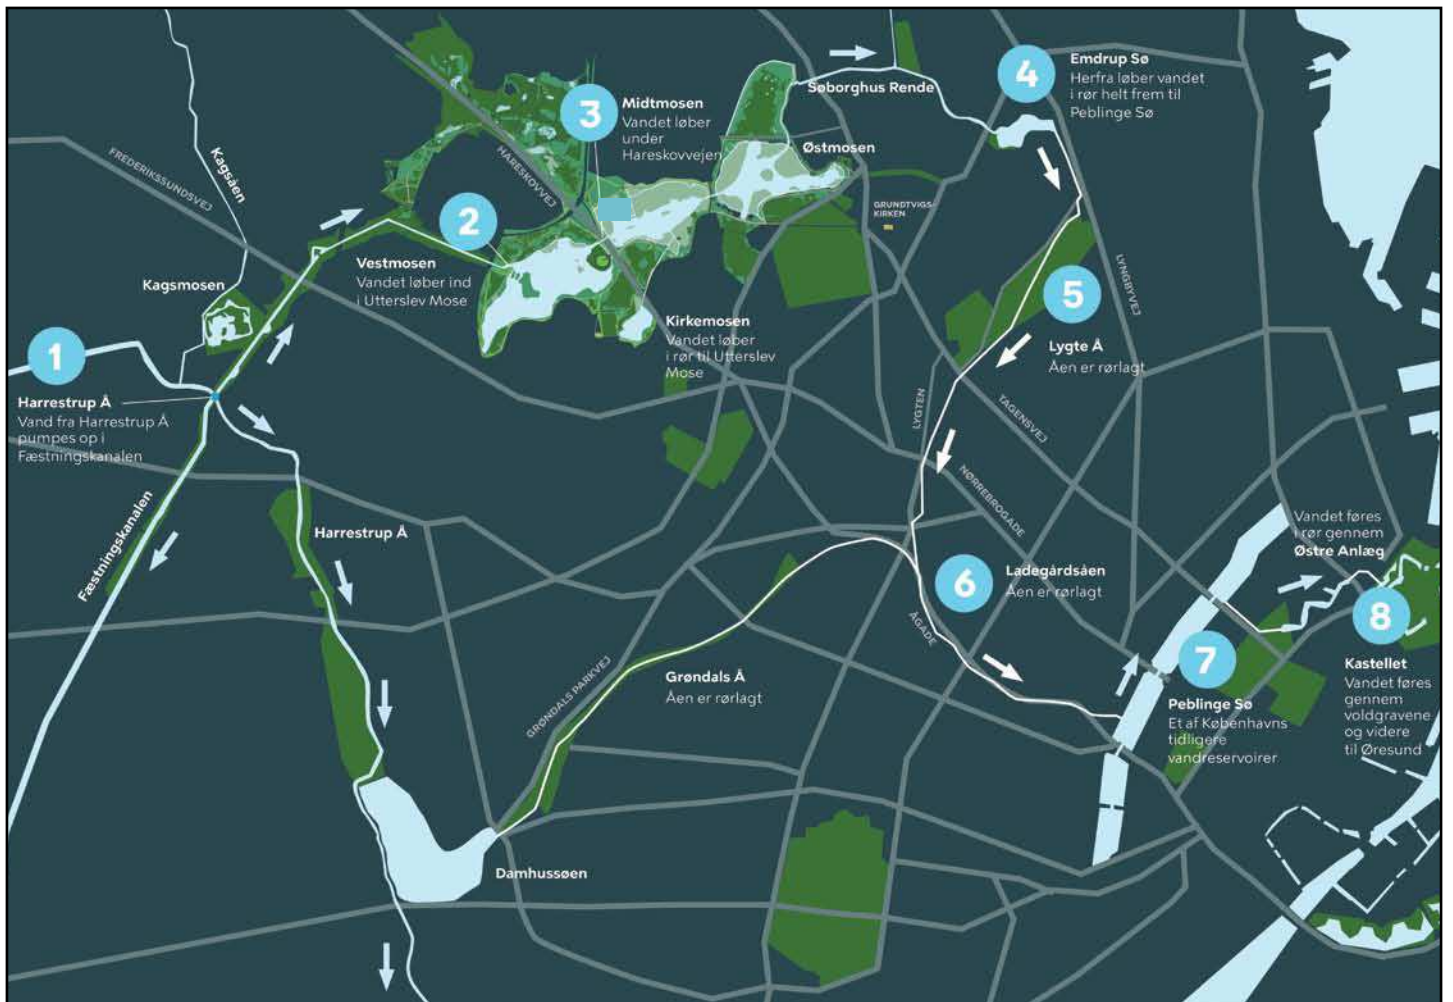 1
Harrestrup Å
Vand fra Harrestrup Å
pumpes op i
Fæstningskanalen
Kagsåen
FREDERIKSSUNDSVEJ
Kagsmosen
2
Vestmosen
Vandet løber ind
i Utterslev Mose
HARESKOVVEJ
3
Midtmosen
Vandet løber
under
Hareskovvejen
Kirkemosen
Vandet løber
i rør til Utterslev
Mose
Østmosen
Søborghus Rende
GRUNDTVIGS
KIRKEN
4
Emdrup Sø
Herfra løber vandet
i rør helt frem til
Peblinge Sø
LYNGBYVEJ
5
Lygte Å
Åen er rørlagt
LYGTEN
TAGENSVEJ
NØRREBROGADE
6
Ladegårdsåen
Åen er rørlagt
ÅGADE
Fæstningskanalen
Harrestrup Å
GRØNDALS PARKVEJ
Grøndals Å
Åen er rørlagt
Damhussøen
7
Peblinge Sø
Et af Københavns
tidligere
vandreservoirer
Vandet føres
i rør gennem
Østre Anlæg
8
Kastellet
Vandet føres
gennem
voldgravene
og videre
til Øresund